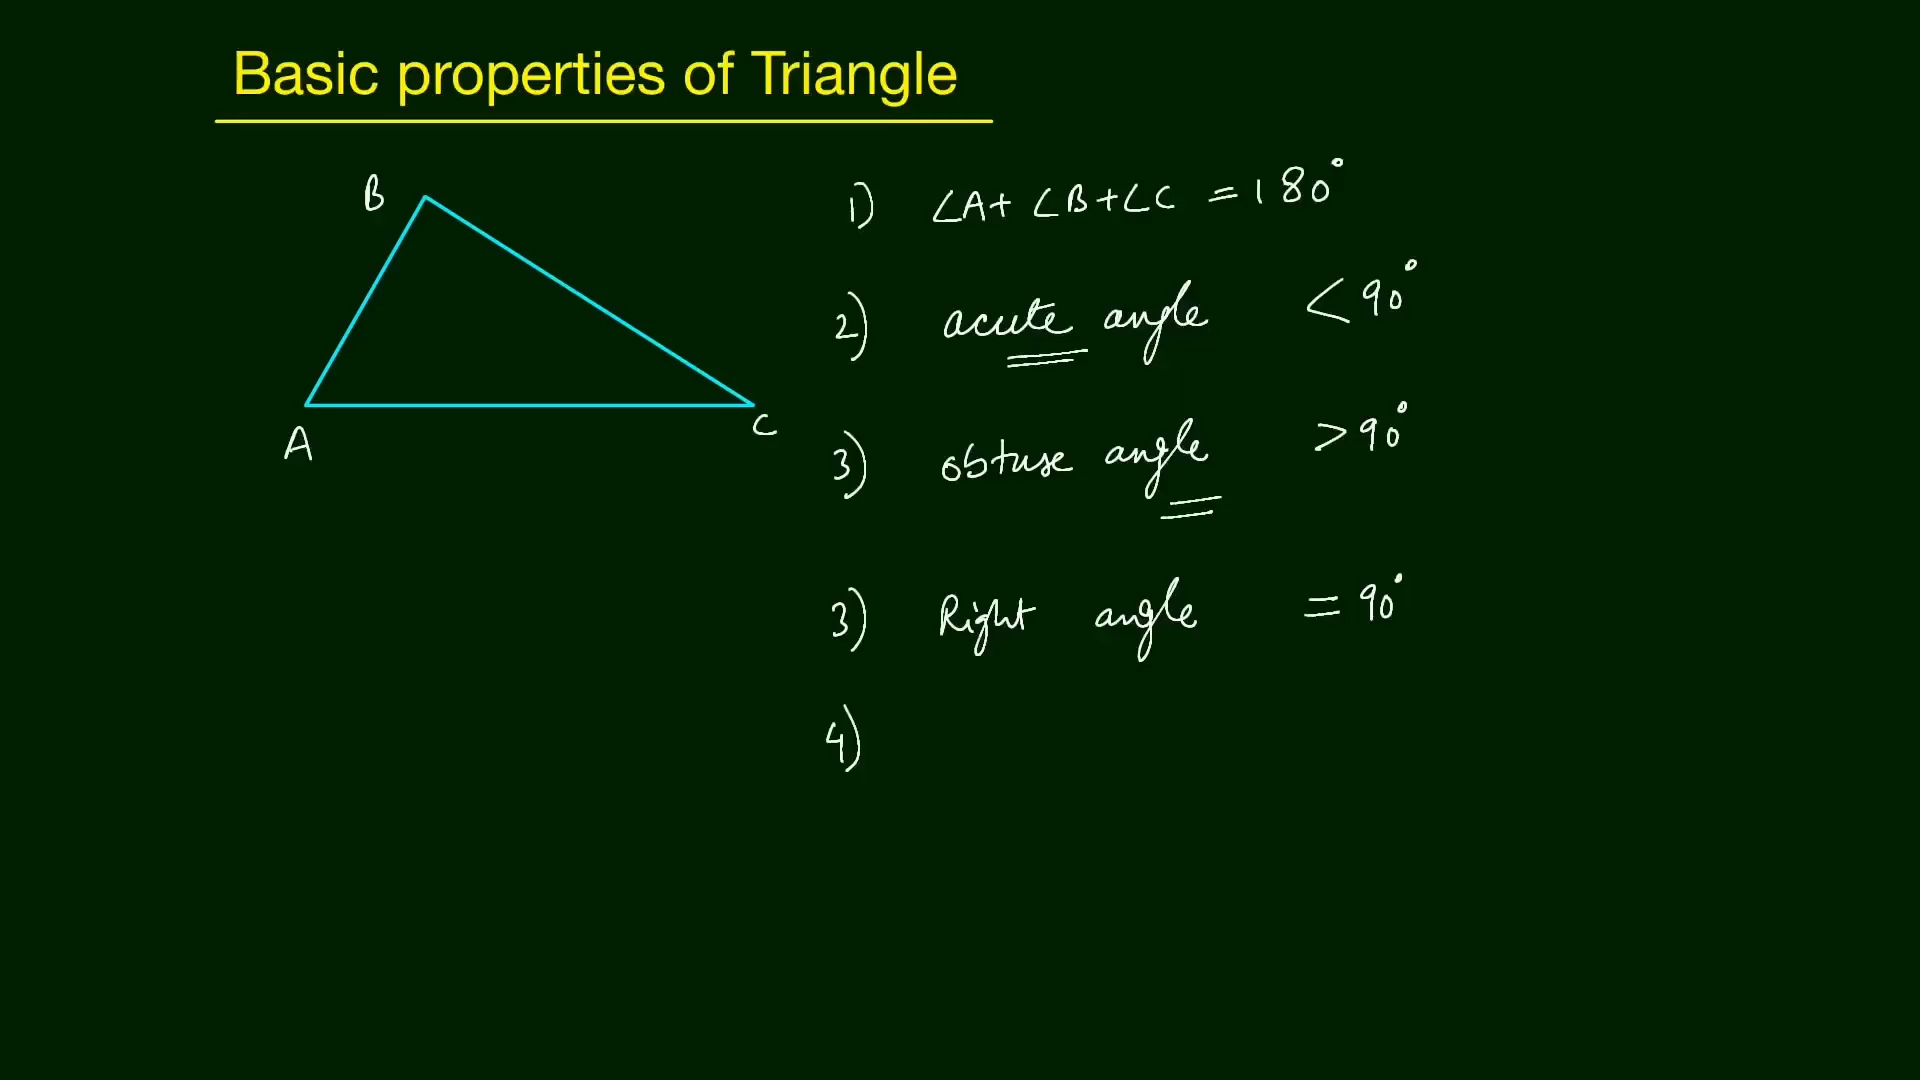 Basic properties of Triangle
B
A
C
1) ∠A+ ∠B+∠C = 180°
2) acute angle < 90°
3) obtuse angle > 90°
3) Right angle = 90°
4)